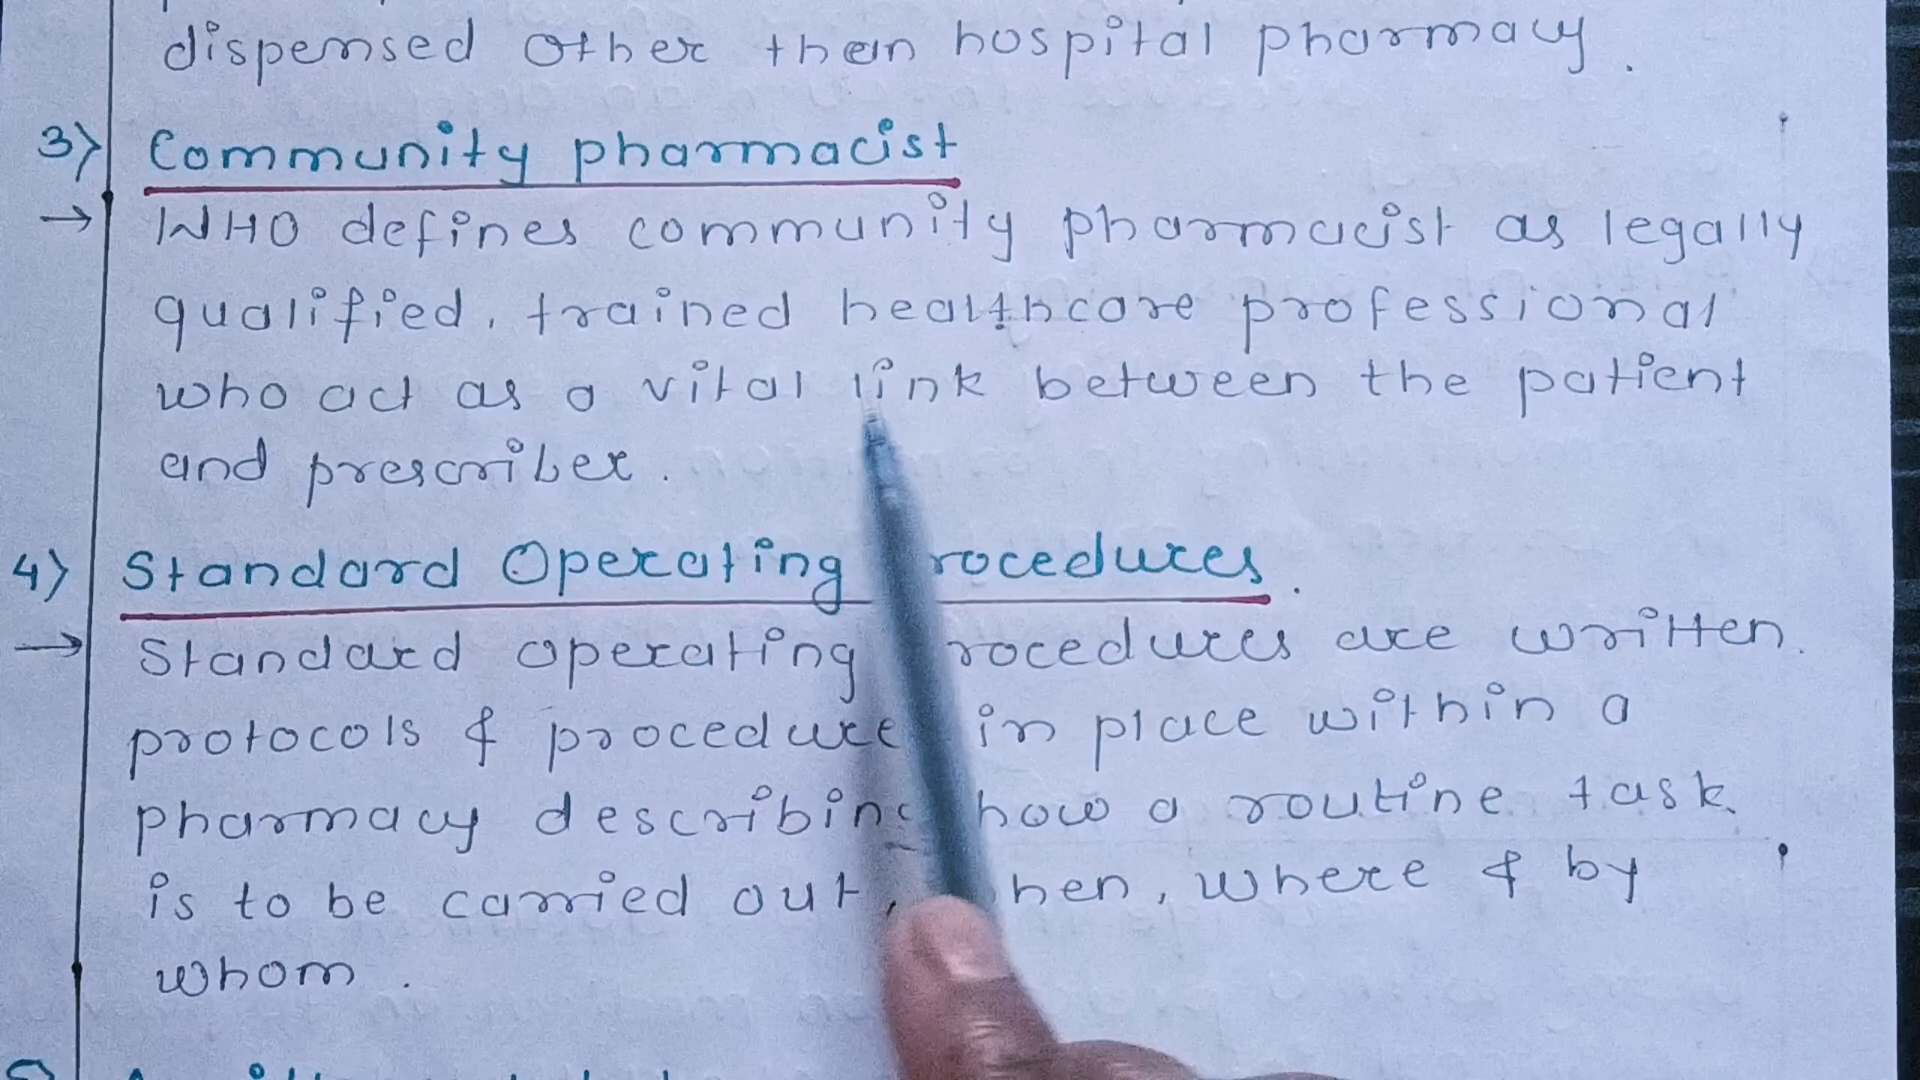 dispensed other than hospital pharmacy.
3) Community pharmacist
→ WHO defines community pharmacist as legally
qualified, trained healthcare professional
who act as a vital link between the patient
and prescriber.
4) Standard Operating rocedures.
→ Standard operating rocedures are written
protocols & procedure in place within a
pharmacy describing how a routine task
is to be carried out, hen, where & by
whom.